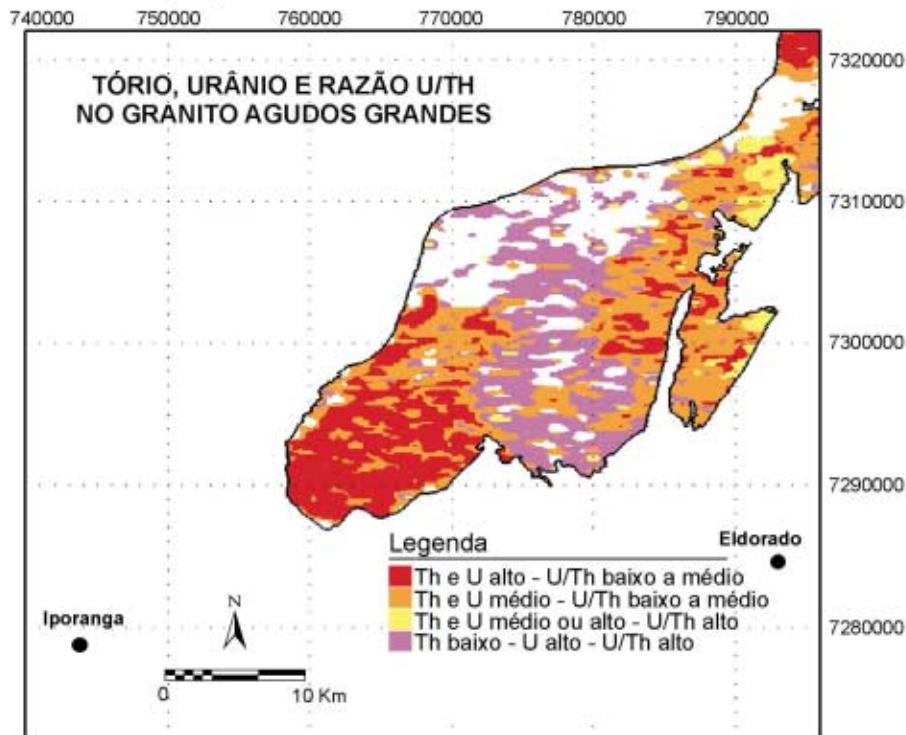 740000 750000 760000 770000 780000 790000
7320000
TÓRIO, URÂNIO E RAZÃO U/TH
NO GRANITO AGUDOS GRANDES
7310000
7300000
7290000
Eldorado
Legenda
Th e U alto - U/Th baixo a médio
Th e U médio - U/Th baixo a médio
Th e U médio ou alto - U/Th alto
Th baixo - U alto - U/Th alto
7280000
Iporanga
N
0 10 Km